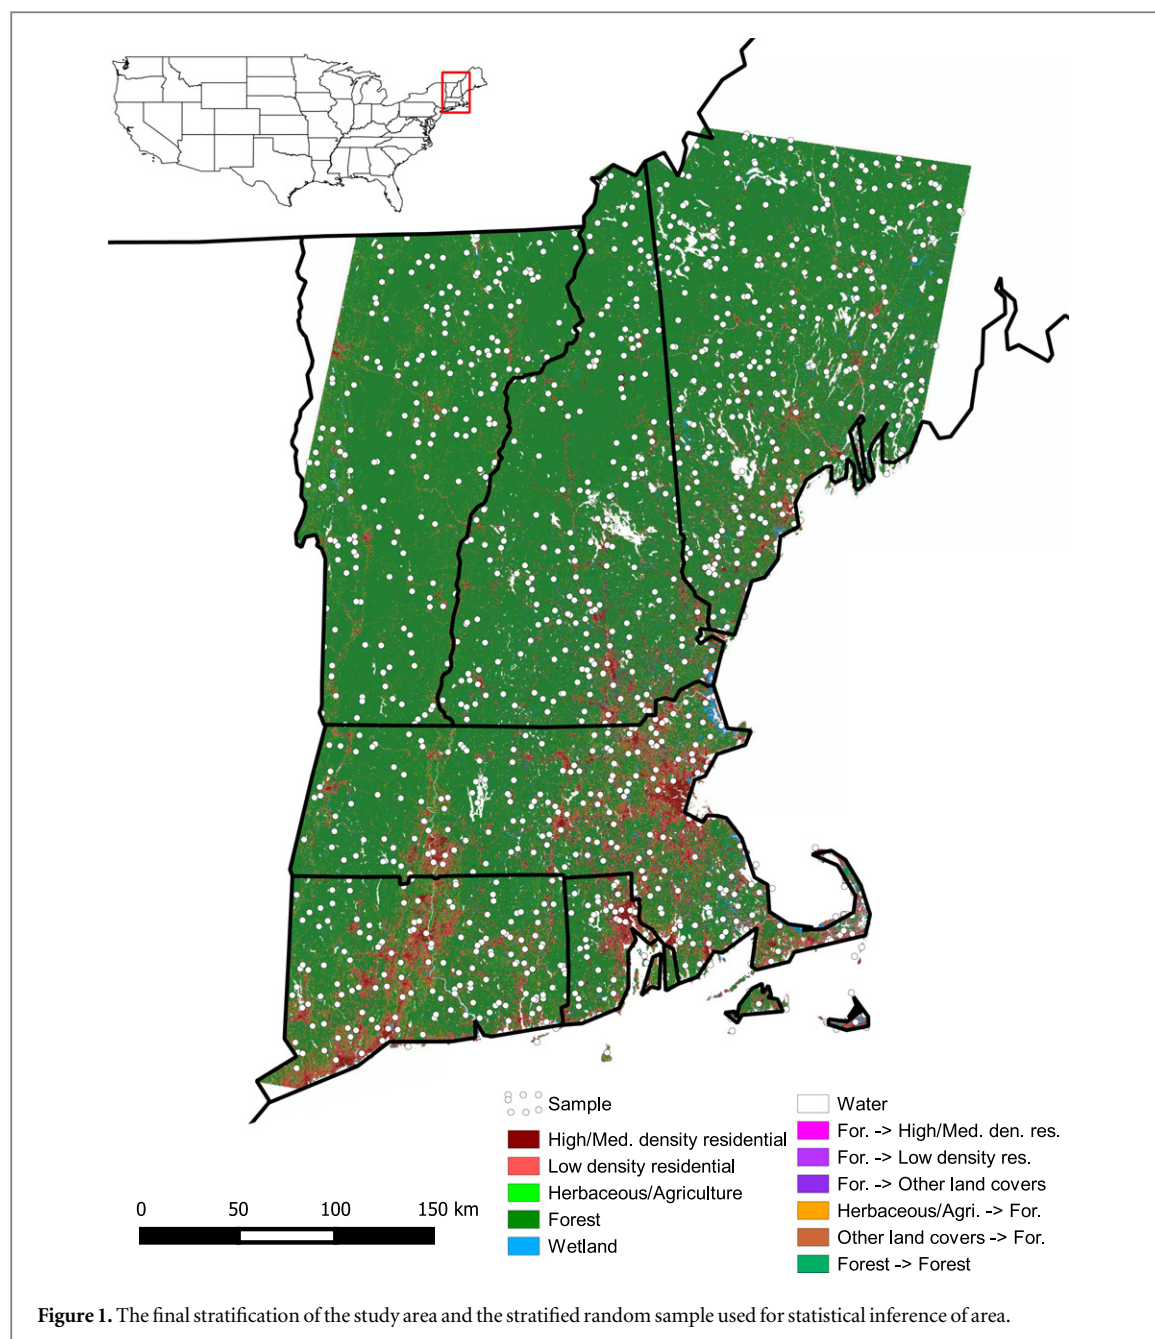 Sample
High/Med. density residential
Low density residential
Herbaceous/Agriculture
Forest
Wetland
Water
For. -> High/Med. den. res.
For. -> Low density res.
For. -> Other land covers
Herbaceous/Agri. -> For.
Other land covers -> For.
Forest -> Forest
0 50 100 150 km
Figure 1. The final stratification of the study area and the stratified random sample used for statistical inference of area.